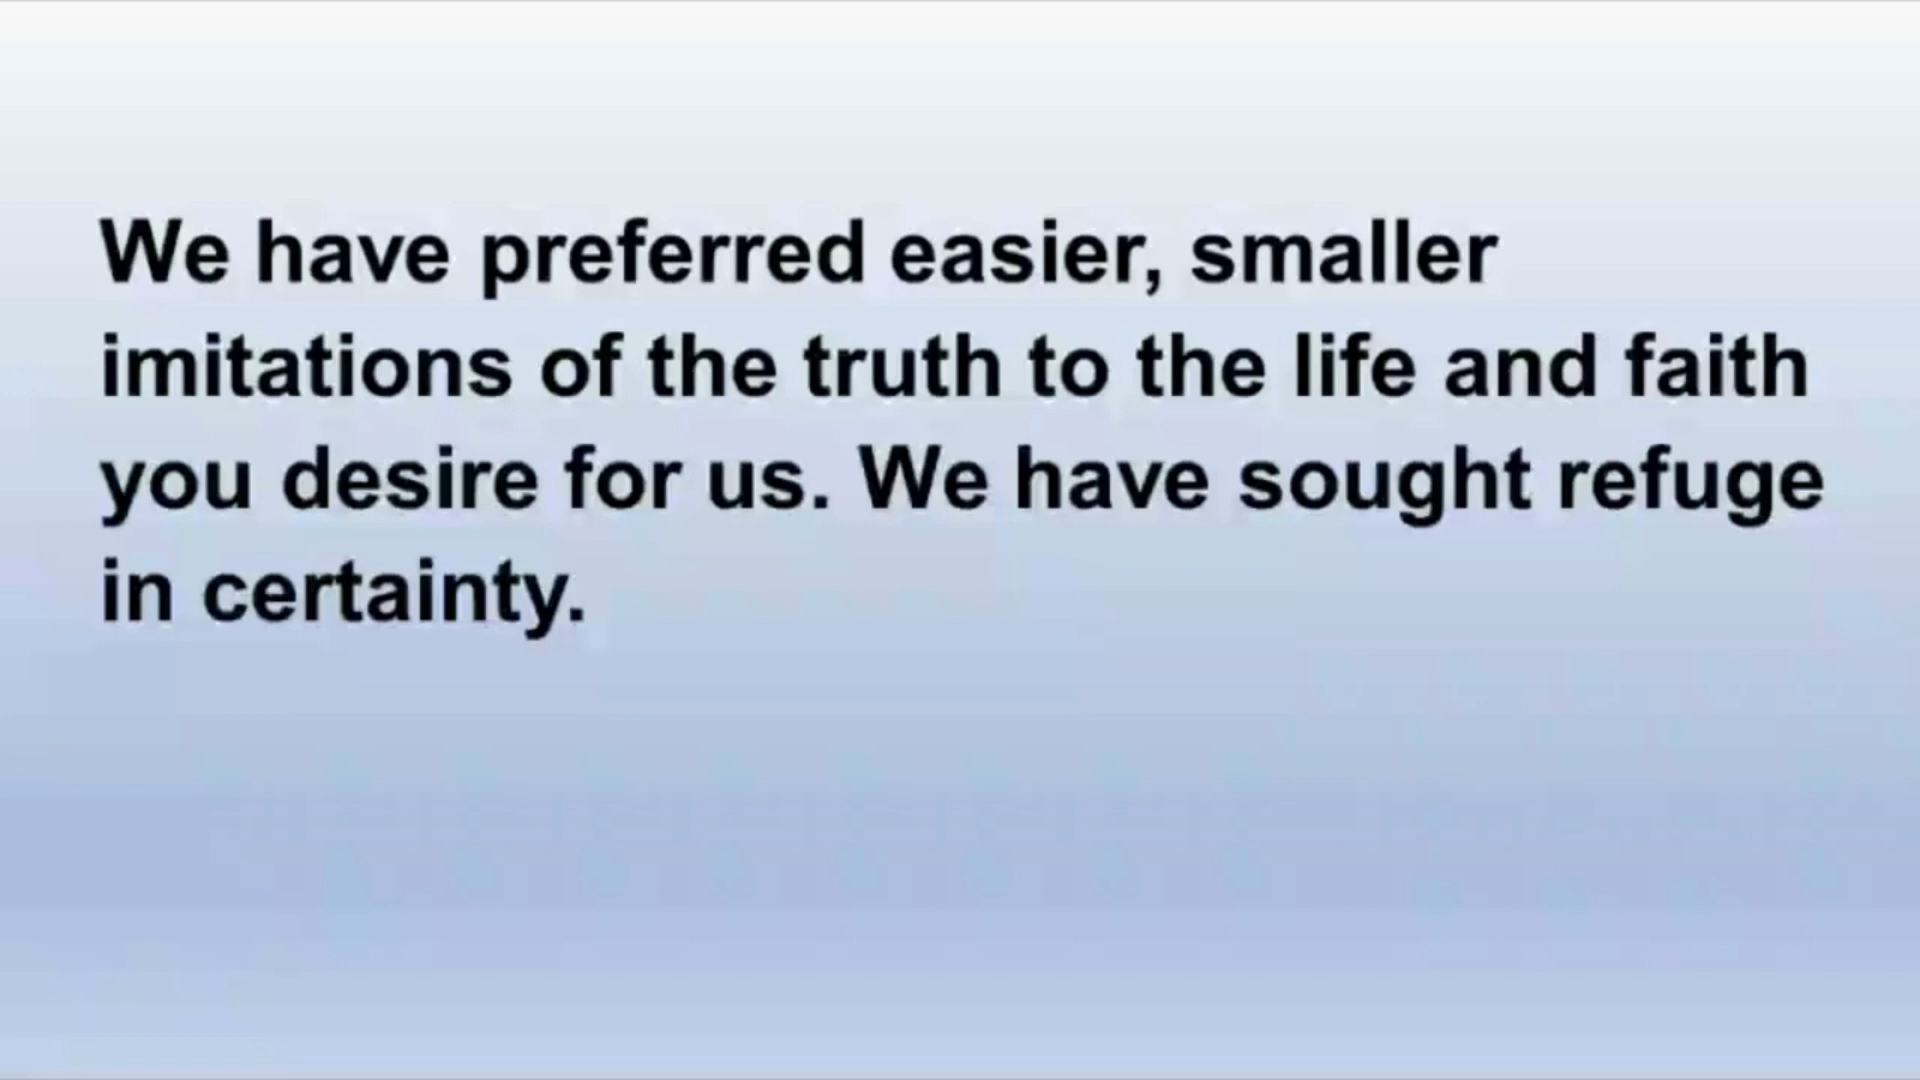 We have preferred easier, smaller
imitations of the truth to the life and faith
you desire for us. We have sought refuge
in certainty.